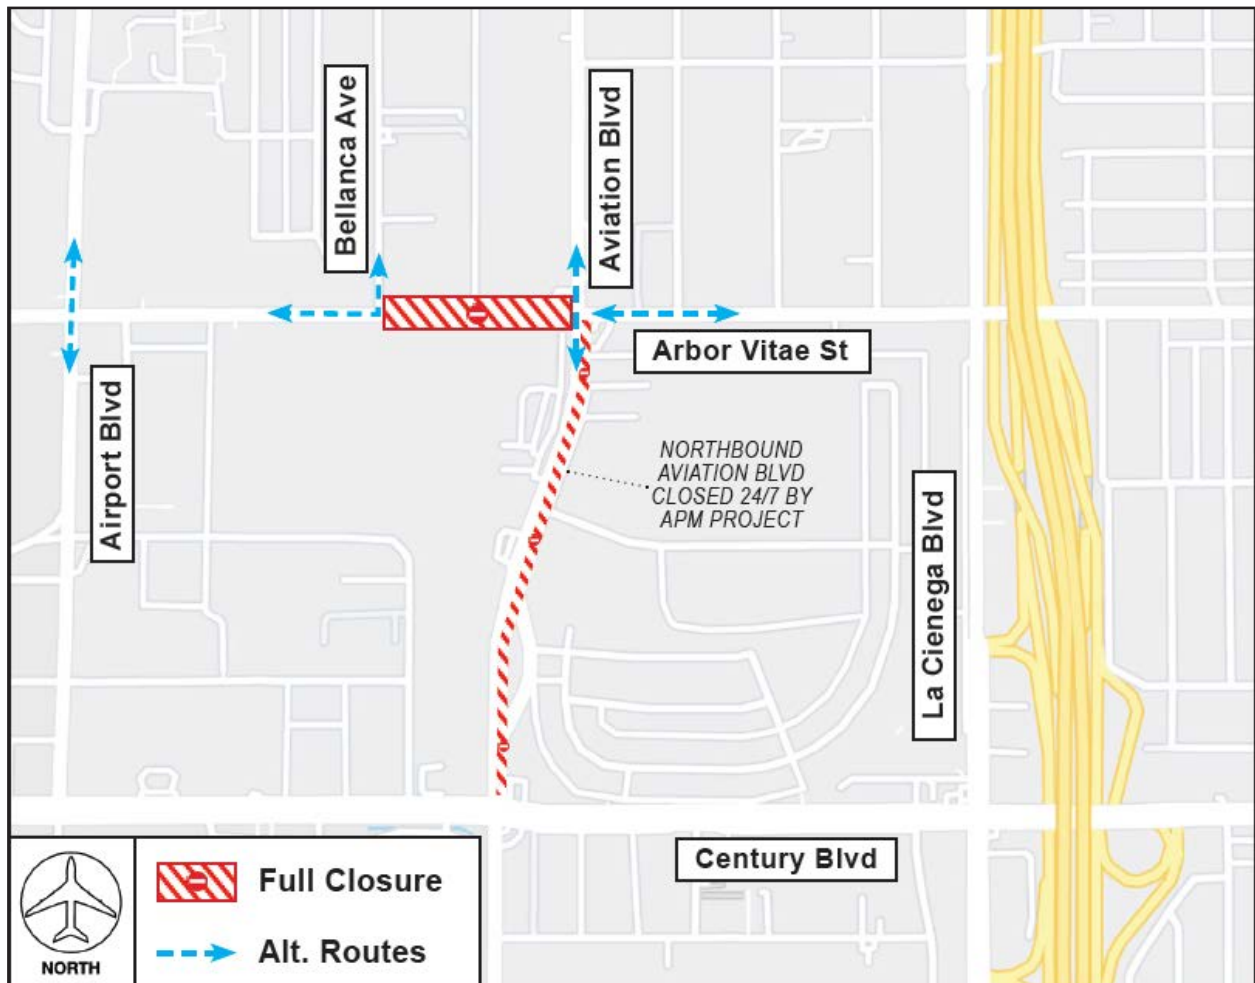 Bellanca Ave
Aviation Blvd
Arbor Vitae St
Airport Blvd
NORTHBOUND
AVIATION BLVD
CLOSED 24/7 BY
APM PROJECT
La Cienega Blvd
Century Blvd
Full Closure
Alt. Routes
NORTH